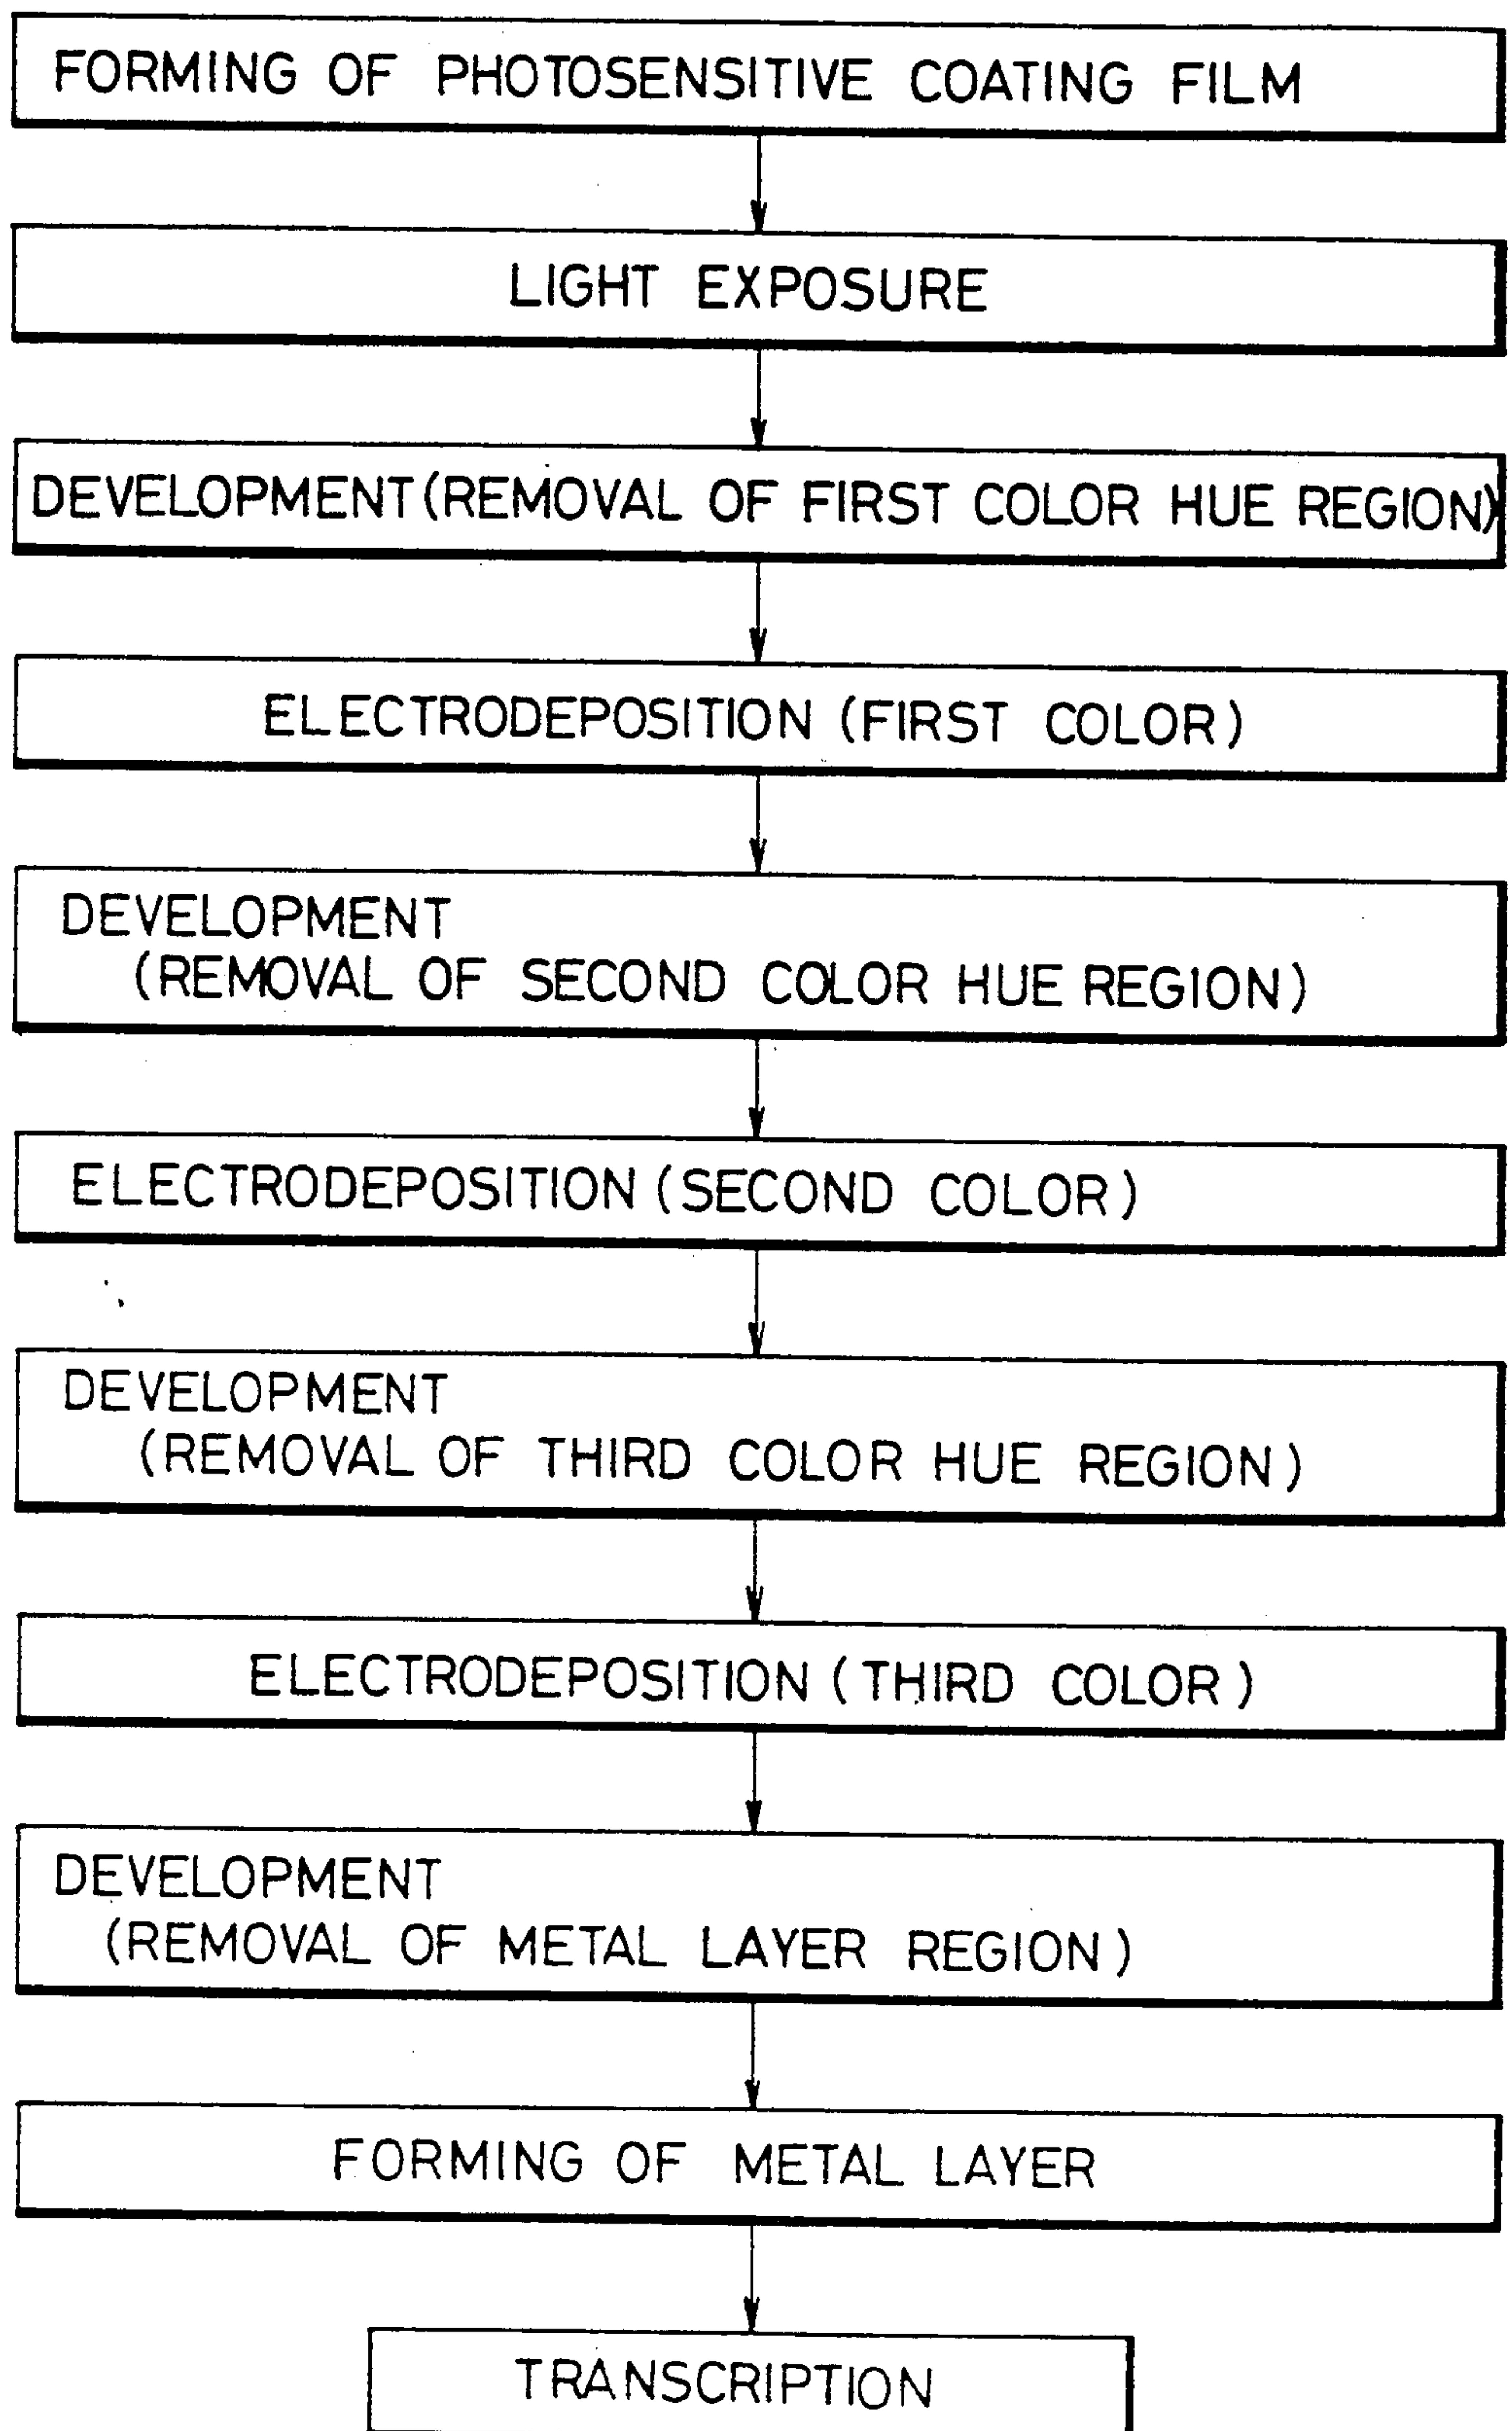 FORMING OF PHOTOSENSITIVE COATING FILM
LIGHT EXPOSURE
DEVELOPMENT (REMOVAL OF FIRST COLOR HUE REGION)
ELECTRODEPOSITION (FIRST COLOR)
DEVELOPMENT
(REMOVAL OF SECOND COLOR HUE REGION)
ELECTRODEPOSITION (SECOND COLOR)
DEVELOPMENT
(REMOVAL OF THIRD COLOR HUE REGION)
ELECTRODEPOSITION (THIRD COLOR)
DEVELOPMENT
(REMOVAL OF METAL LAYER REGION)
FORMING OF METAL LAYER
TRANSCRIPTION